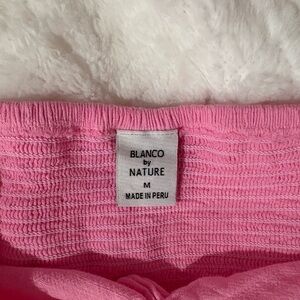 BLANCO
by
NATURE
M
MADE IN PERU